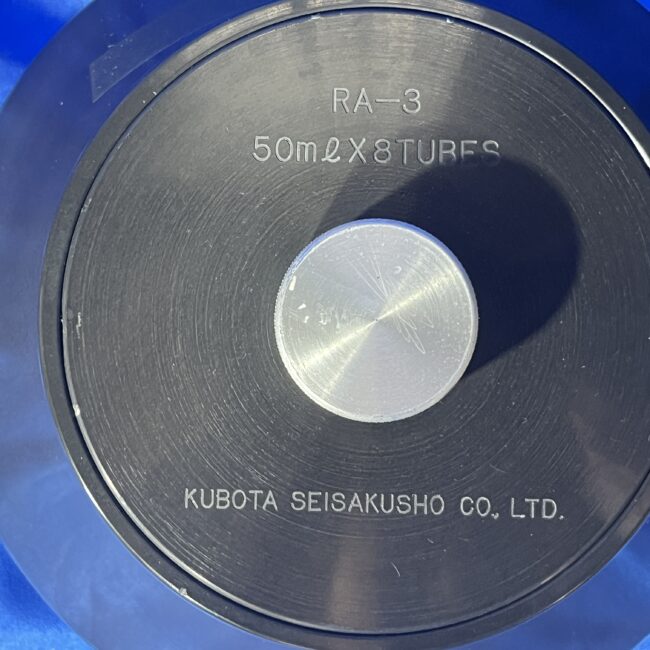 RA-3
50mℓX8TUBES
KUBOTA SEISAKUSHO CO., LTD.